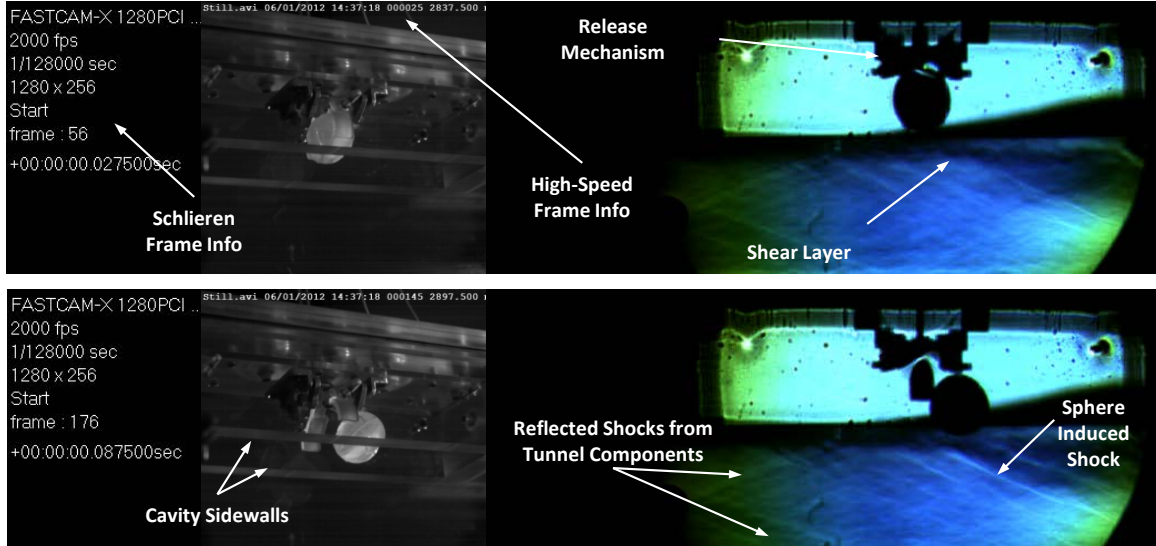 FASTCAM-X 1280PCI ...
2000 fps
1/128000 sec
1280 x 256
Start
frame : 56
+00:00:00.027500sec
Schlieren
Frame Info
Still.avi 06/01/2012 14:37:18 000025 2837.500
High-Speed
Frame Info
Release
Mechanism
Shear Layer
FASTCAM-X 1280PCI ...
2000 fps
1/128000 sec
1280 x 256
Start
frame : 176
+00:00:00.087500sec
Still.avi 06/01/2012 14:37:18 000145 2897.500
Cavity Sidewalls
Reflected Shocks from
Tunnel Components
Sphere
Induced
Shock